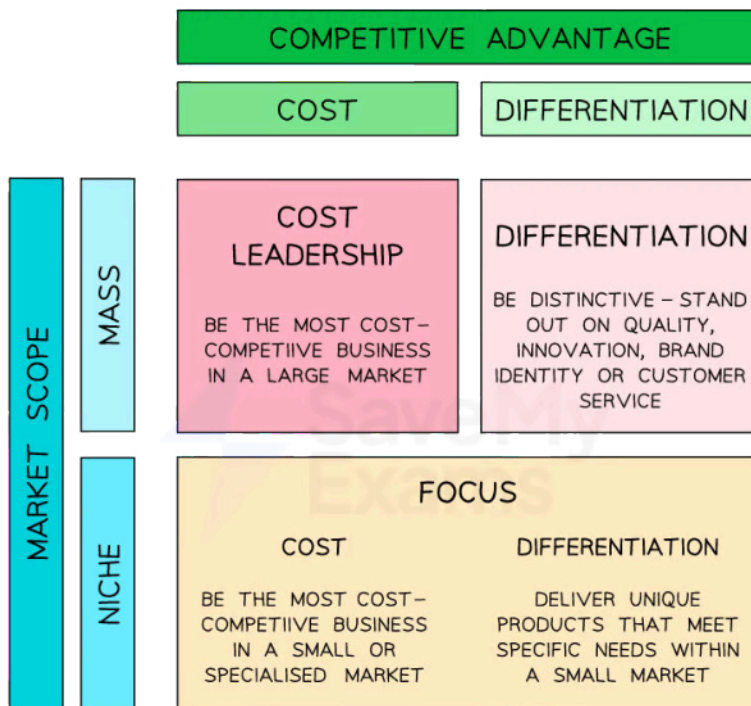 COMPETITIVE ADVANTAGE
COST
DIFFERENTIATION
MARKET SCOPE
MASS
COST
LEADERSHIP
BE THE MOST COST–
COMPETIIVE BUSINESS
IN A LARGE MARKET
DIFFERENTIATION
BE DISTINCTIVE – STAND
OUT ON QUALITY,
INNOVATION, BRAND
IDENTITY OR CUSTOMER
SERVICE
SaveMy
Exams
NICHE
FOCUS
COST
BE THE MOST COST–
COMPETIIVE BUSINESS
IN A SMALL OR
SPECIALISED MARKET
DIFFERENTIATION
DELIVER UNIQUE
PRODUCTS THAT MEET
SPECIFIC NEEDS WITHIN
A SMALL MARKET